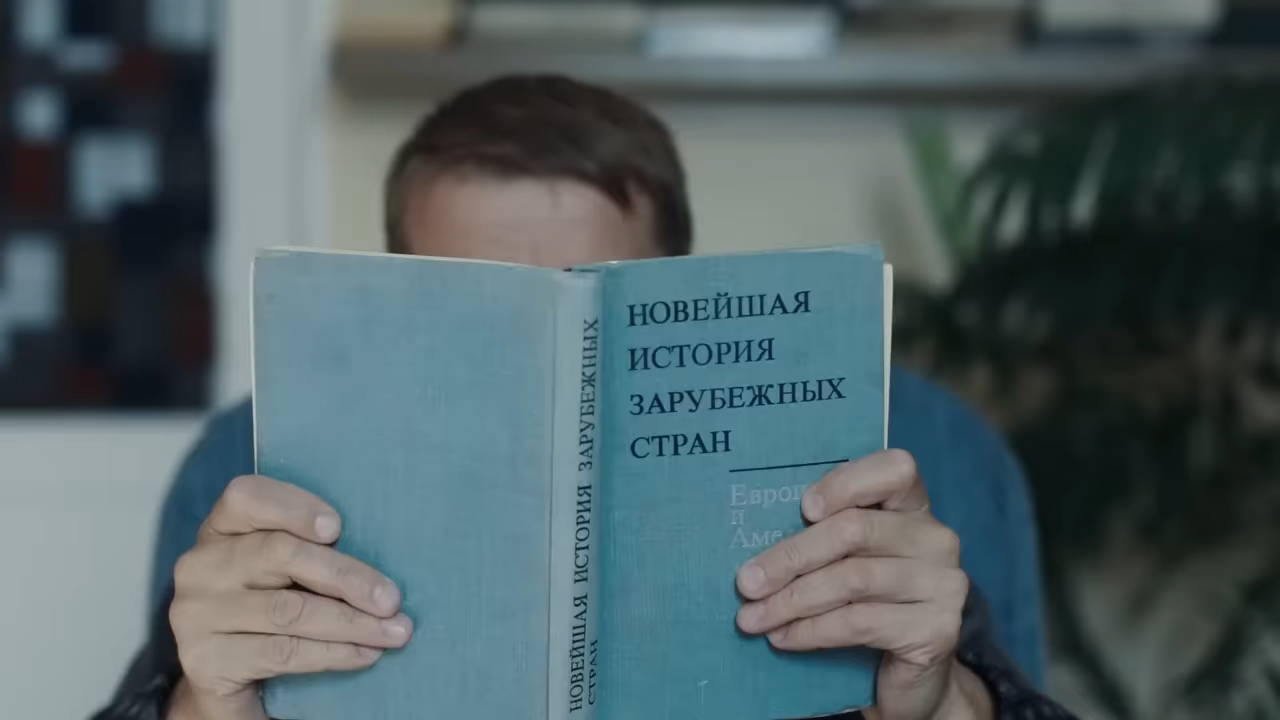 НОВЕЙШАЯ
ИСТОРИЯ
ЗАРУБЕЖНЫХ
СТРАН
НОВЕЙШАЯ ИСТОРИЯ ЗАРУБЕЖНЫХ
СТРАН